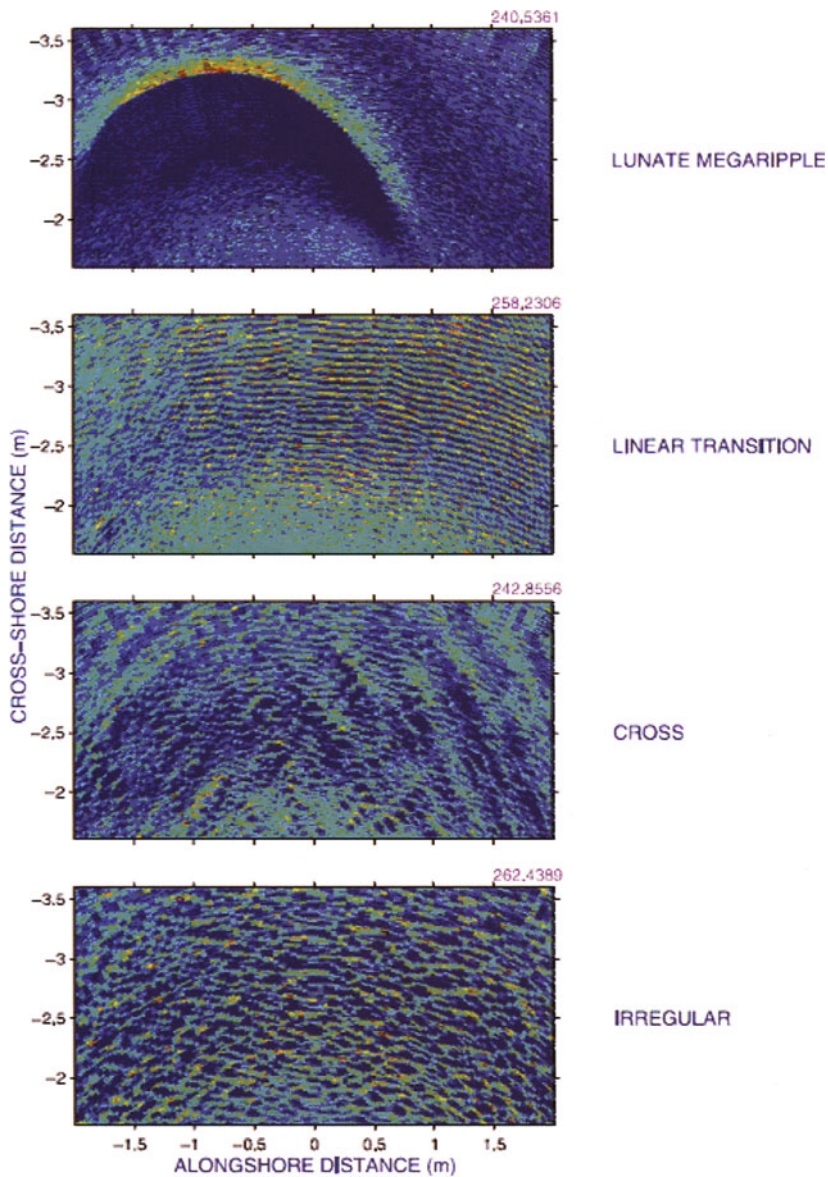 240,5361
−3.5
−3
−2.5
−2
LUNATE MEGARIPPLE
258,2306
−3.5
−3
−2.5
−2
LINEAR TRANSITION
CROSS−SHORE DISTANCE (m)
242.8556
−3.5
−3
−2.5
−2
CROSS
262.4389
−3.5
−3
−2.5
−2
IRREGULAR
−1.5 −1 −0.5 0 0.5 1 1.5
ALONGSHORE DISTANCE (m)